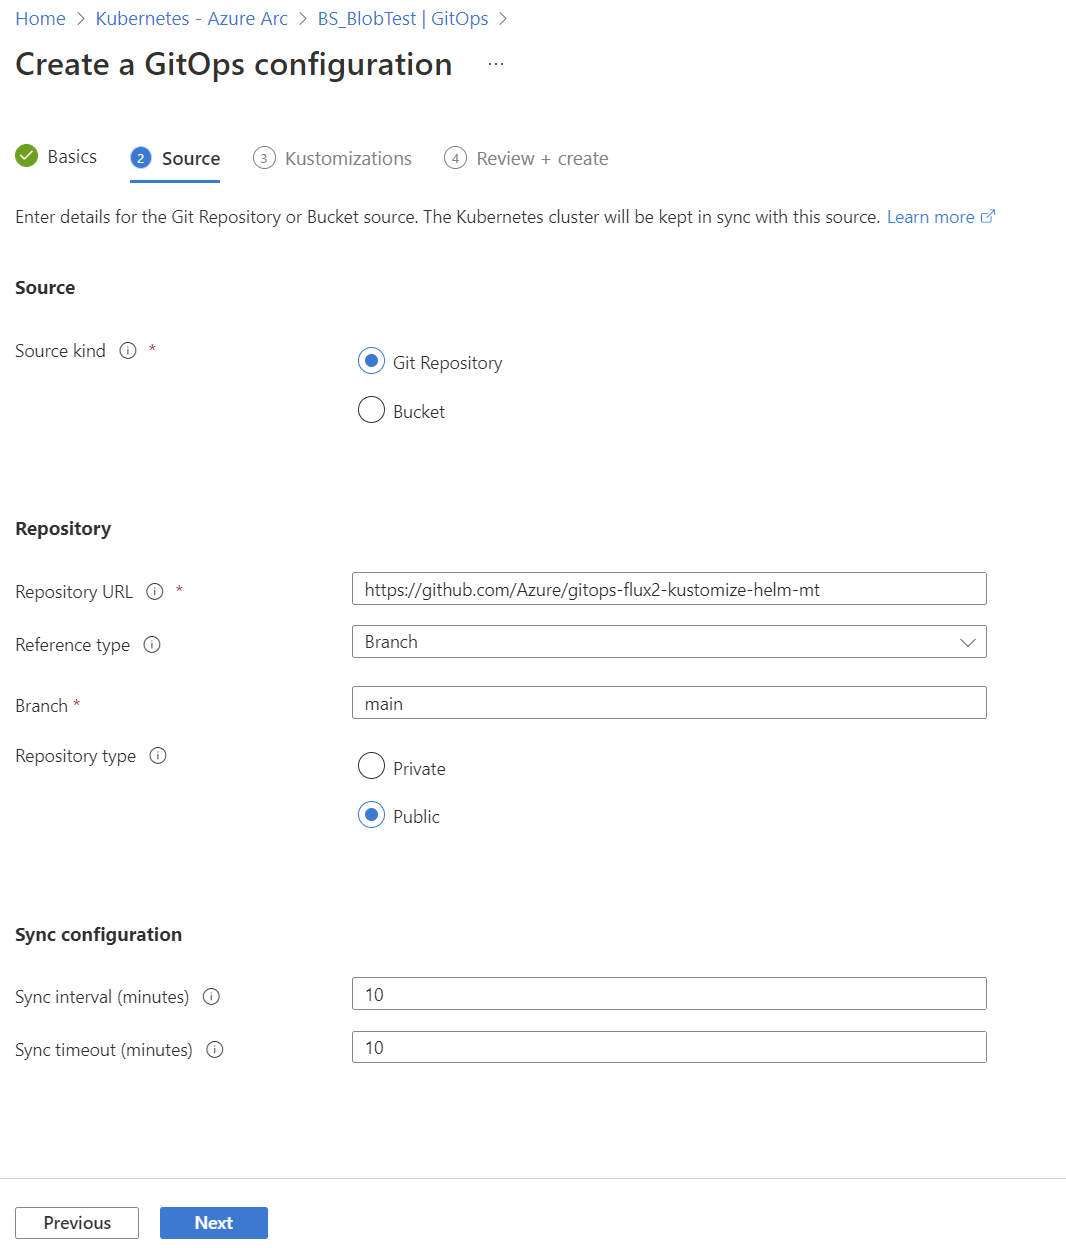 Home > Kubernetes - Azure Arc > BS_BlobTest | GitOps >
Create a GitOps configuration ...
Basics 2 Source 3 Kustomizations 4 Review + create
Enter details for the Git Repository or Bucket source. The Kubernetes cluster will be kept in sync with this source. Learn more
Source
Source kind *
Git Repository
Bucket
Repository
Repository URL * https://github.com/Azure/gitops-flux2-kustomize-helm-mt
Reference type Branch
Branch * main
Repository type
Private
Public
Sync configuration
Sync interval (minutes) 10
Sync timeout (minutes) 10
Previous Next